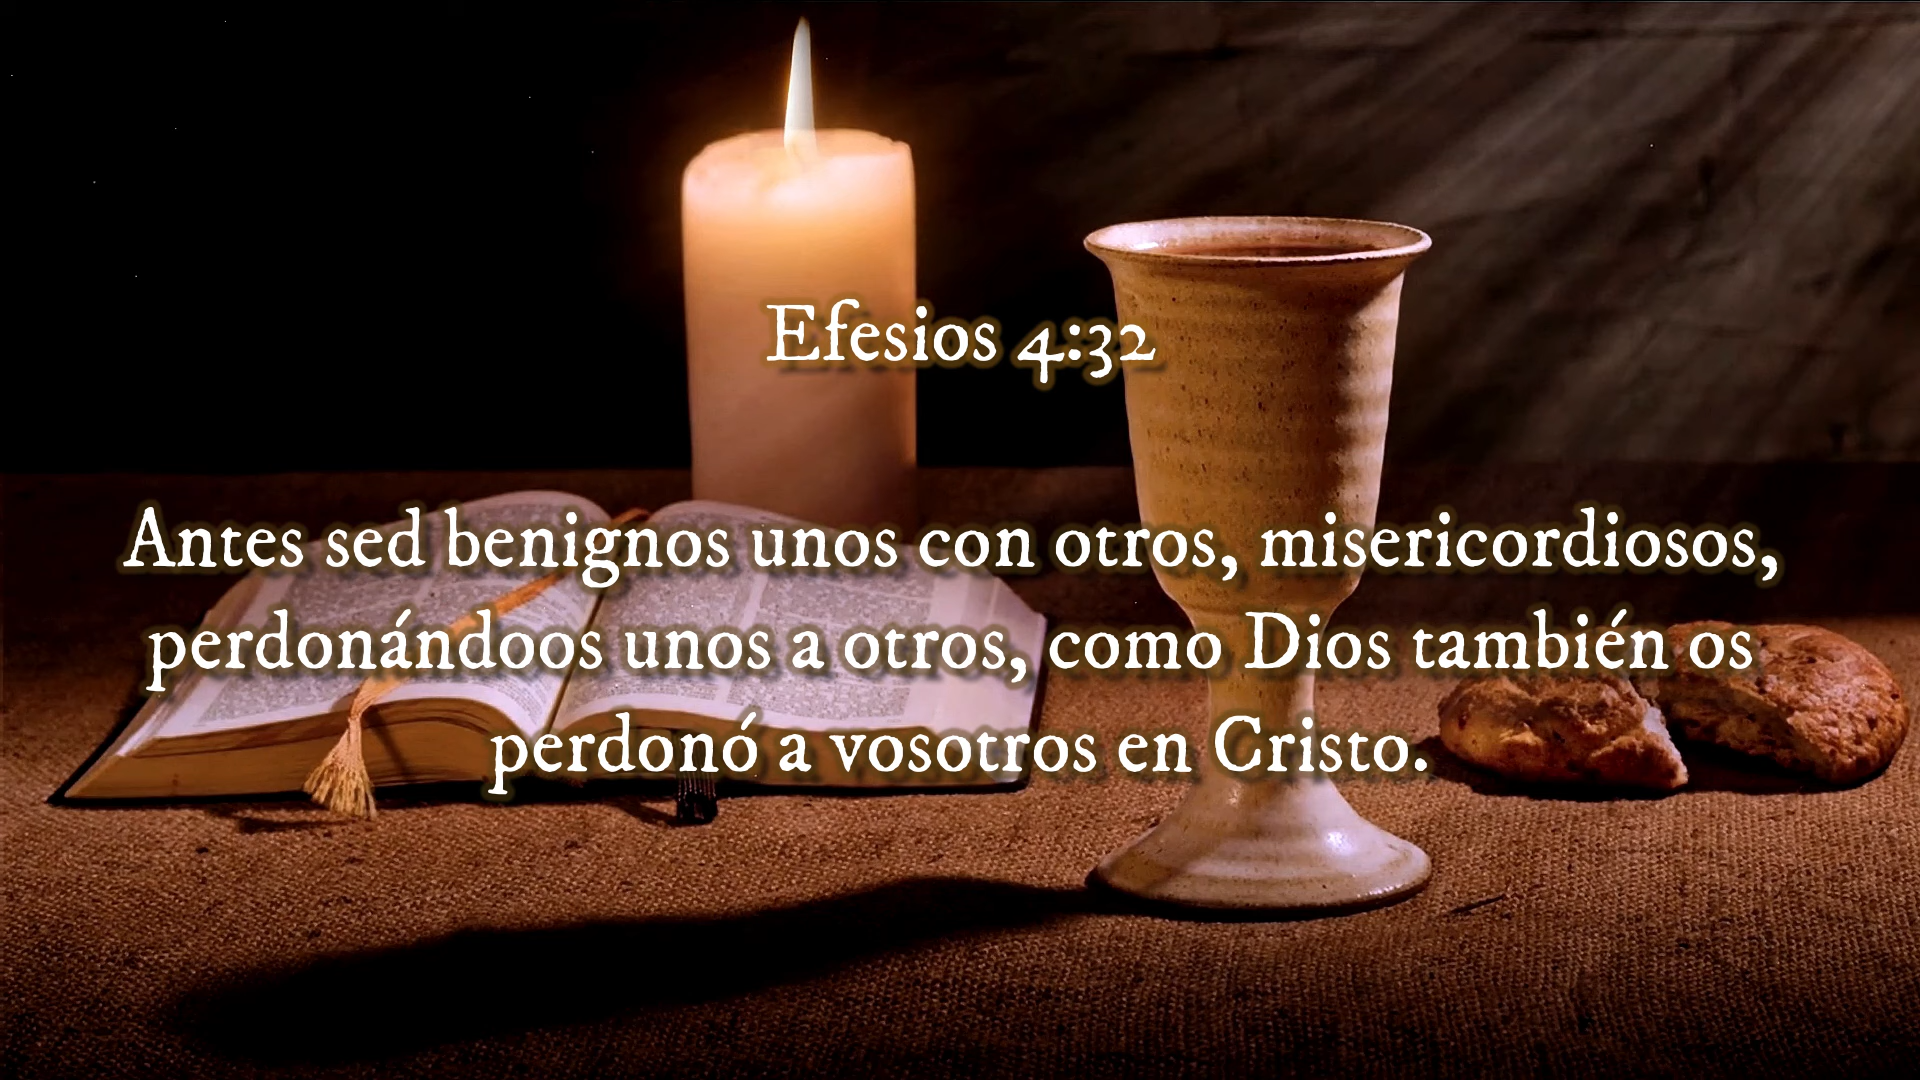 Efesios 4:32
Antes sed benignos unos con otros, misericordiosos,
perdonándoos unos a otros, como Dios también os
perdonó a vosotros en Cristo.